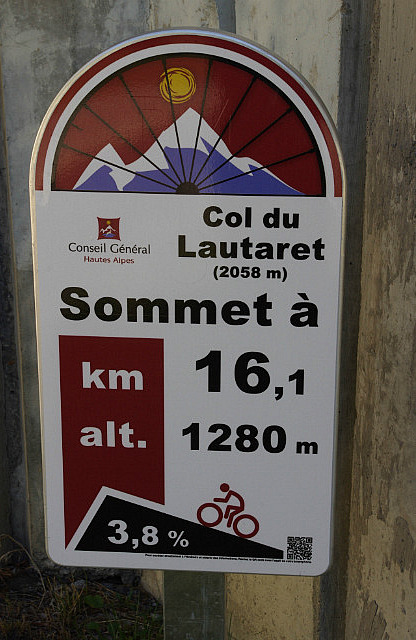 Col du
Lautaret
(2058 m)
Conseil Général
Hautes Alpes
Sommet à
km 16,1
alt. 1280 m
3,8 %